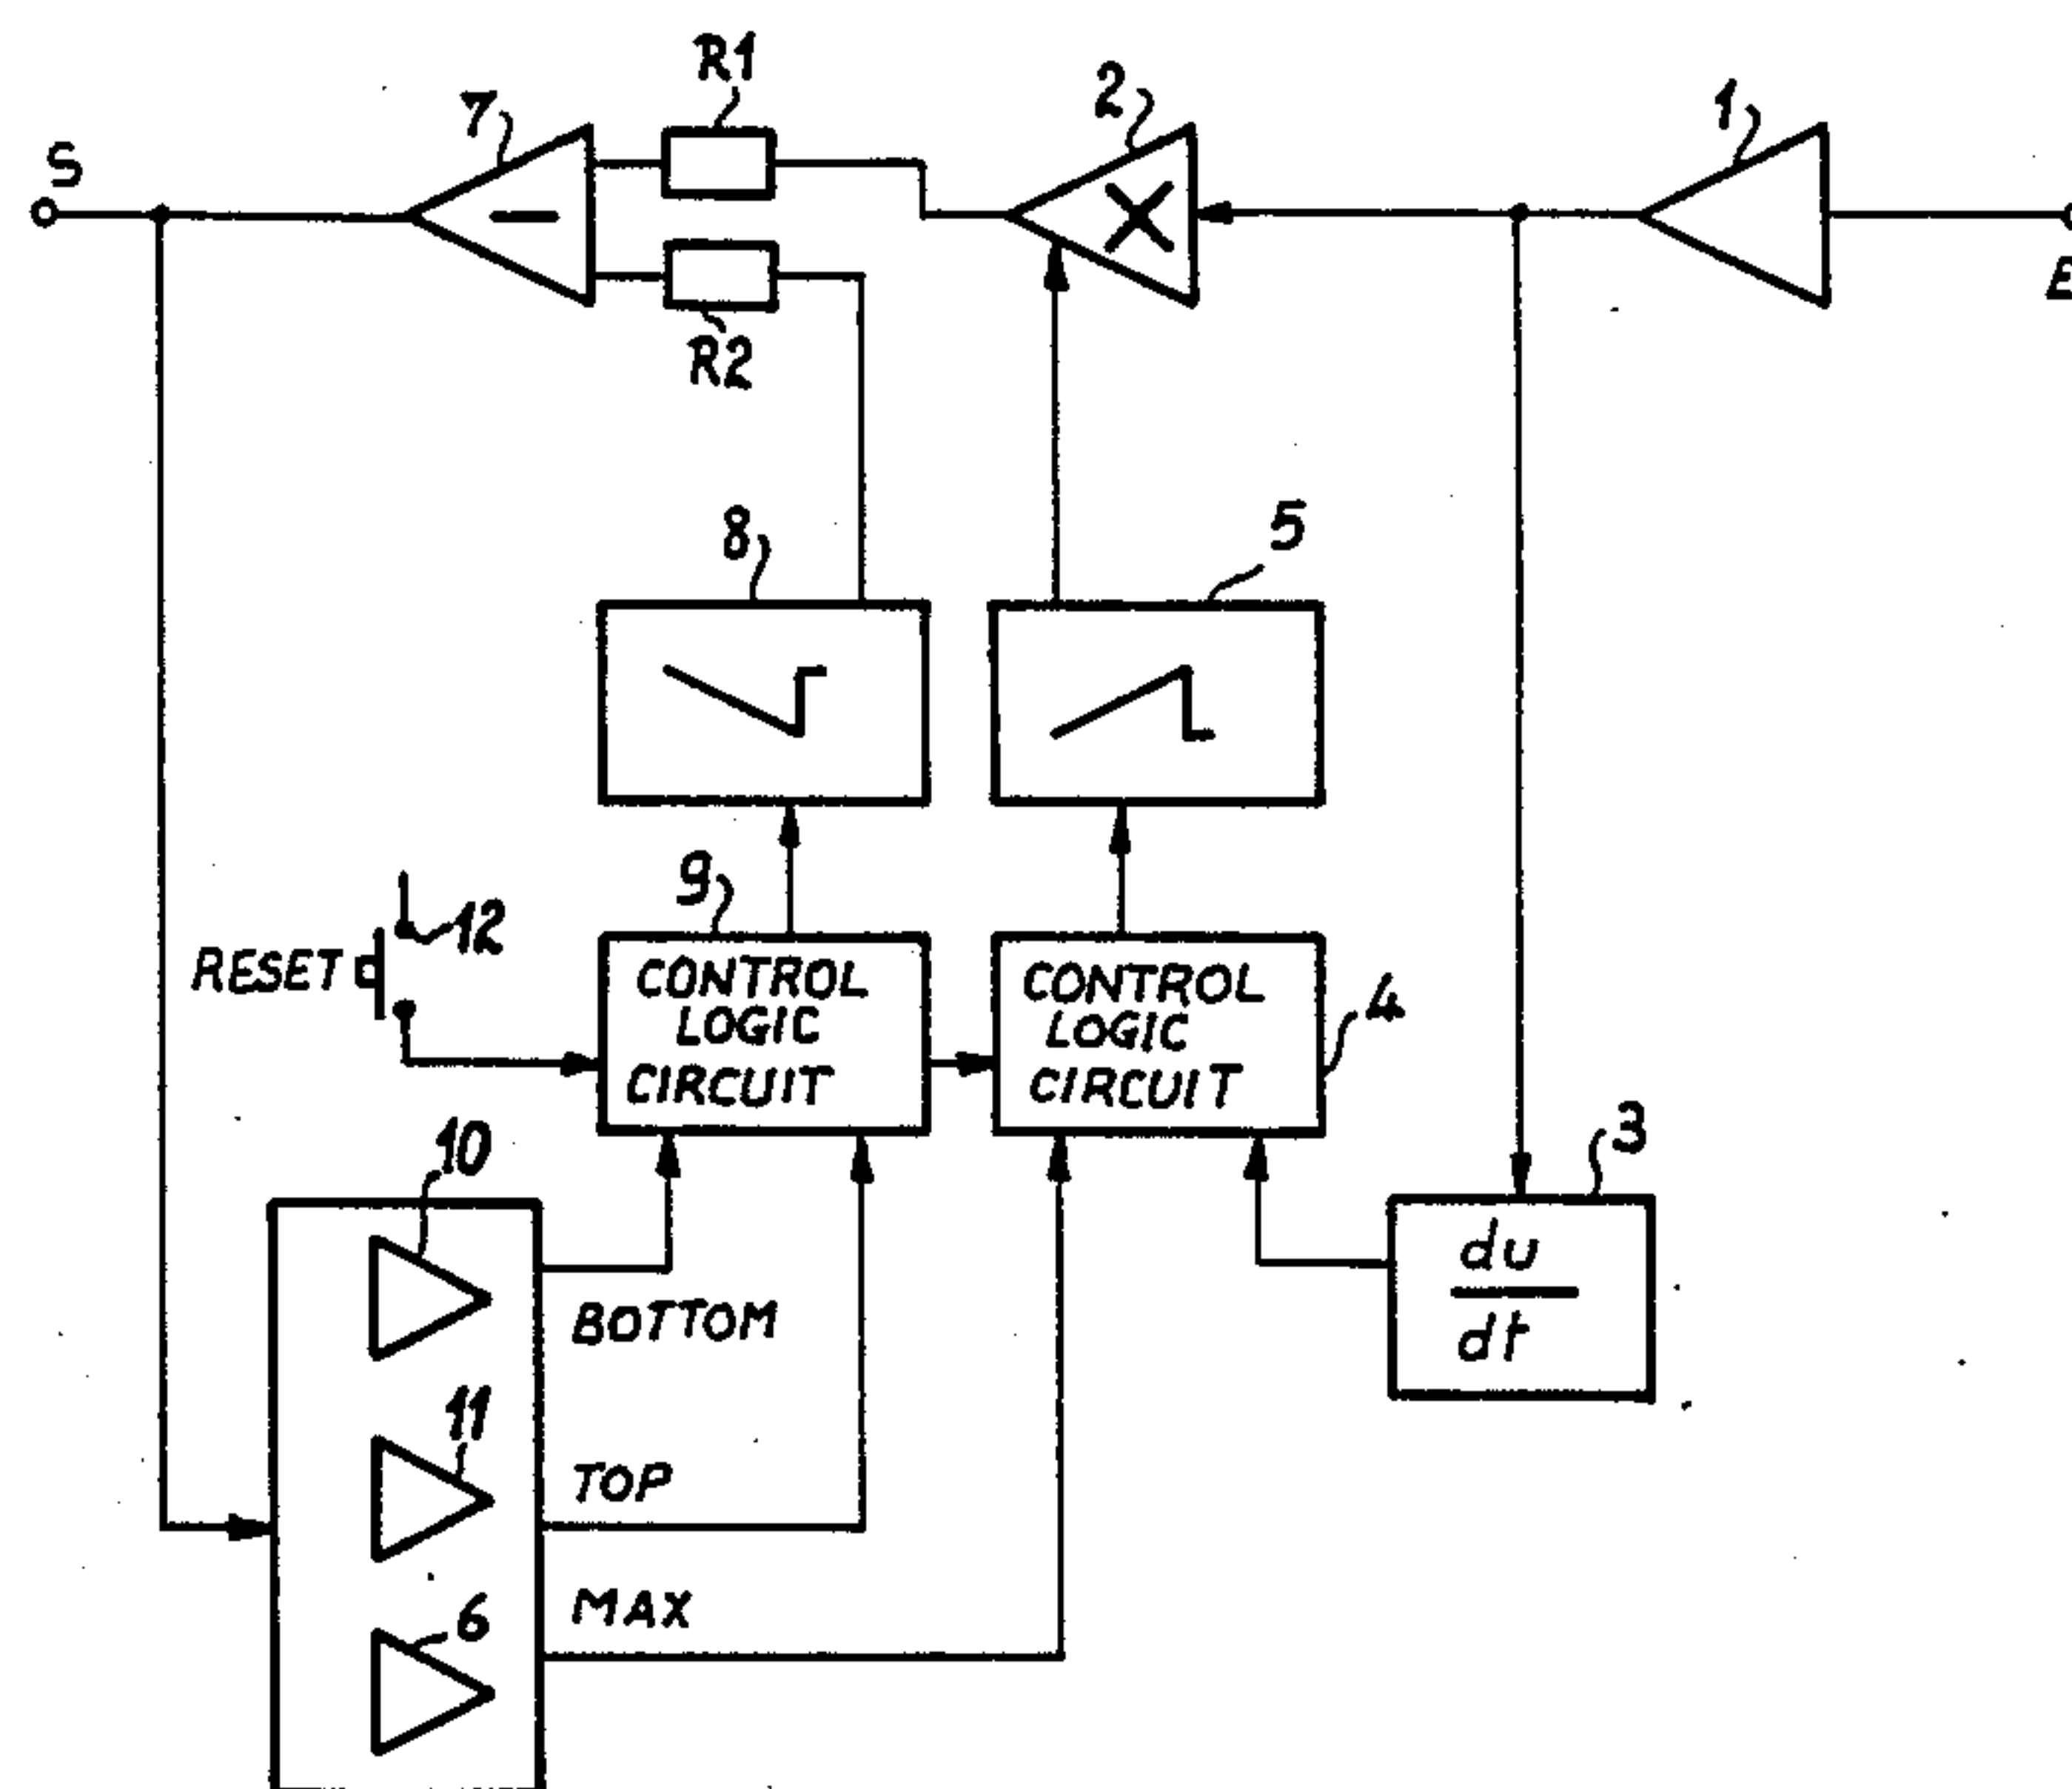 R1
2
1
7
S
E
R2
8
5
9
12
RESET
CONTROL
LOGIC
CIRCUIT
CONTROL
LOGIC
CIRCUIT
4
10
3
du
dt
BOTTOM
11
TOP
MAX
6